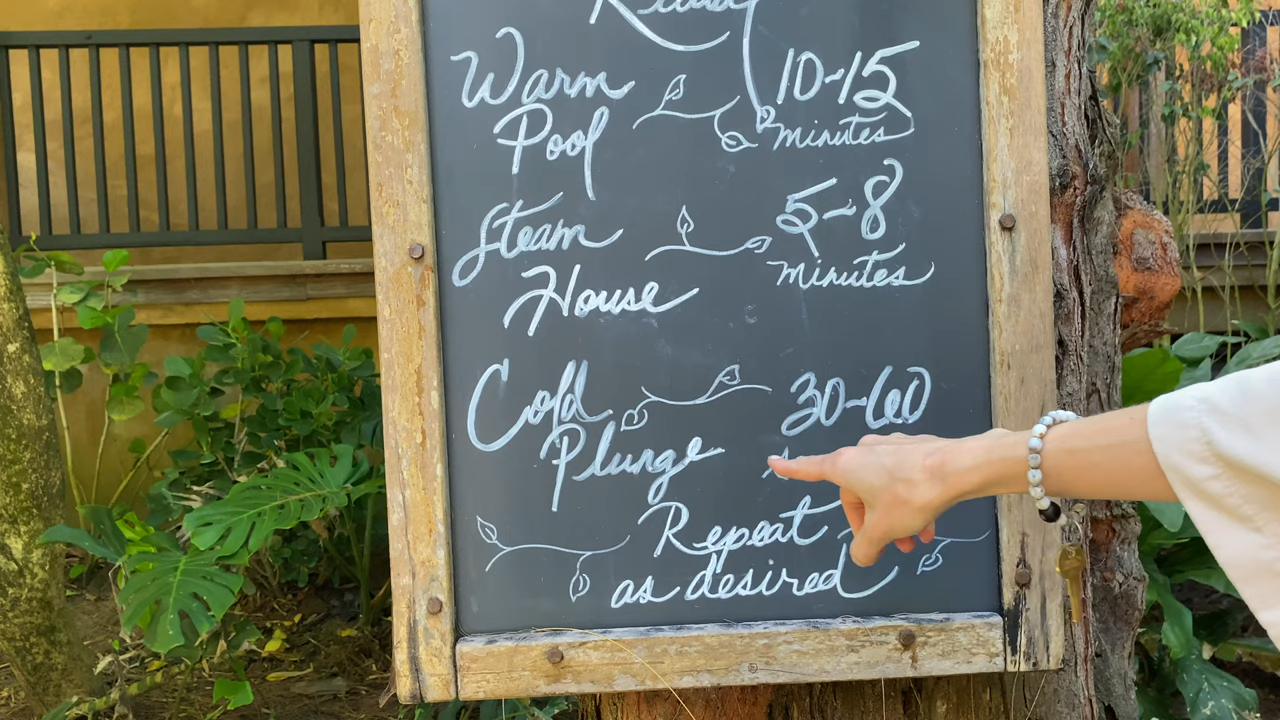 Warm
Pool
10-15
minutes
Steam
House
5-8
minutes
Cold
Plunge
30-60
Repeat
as desired